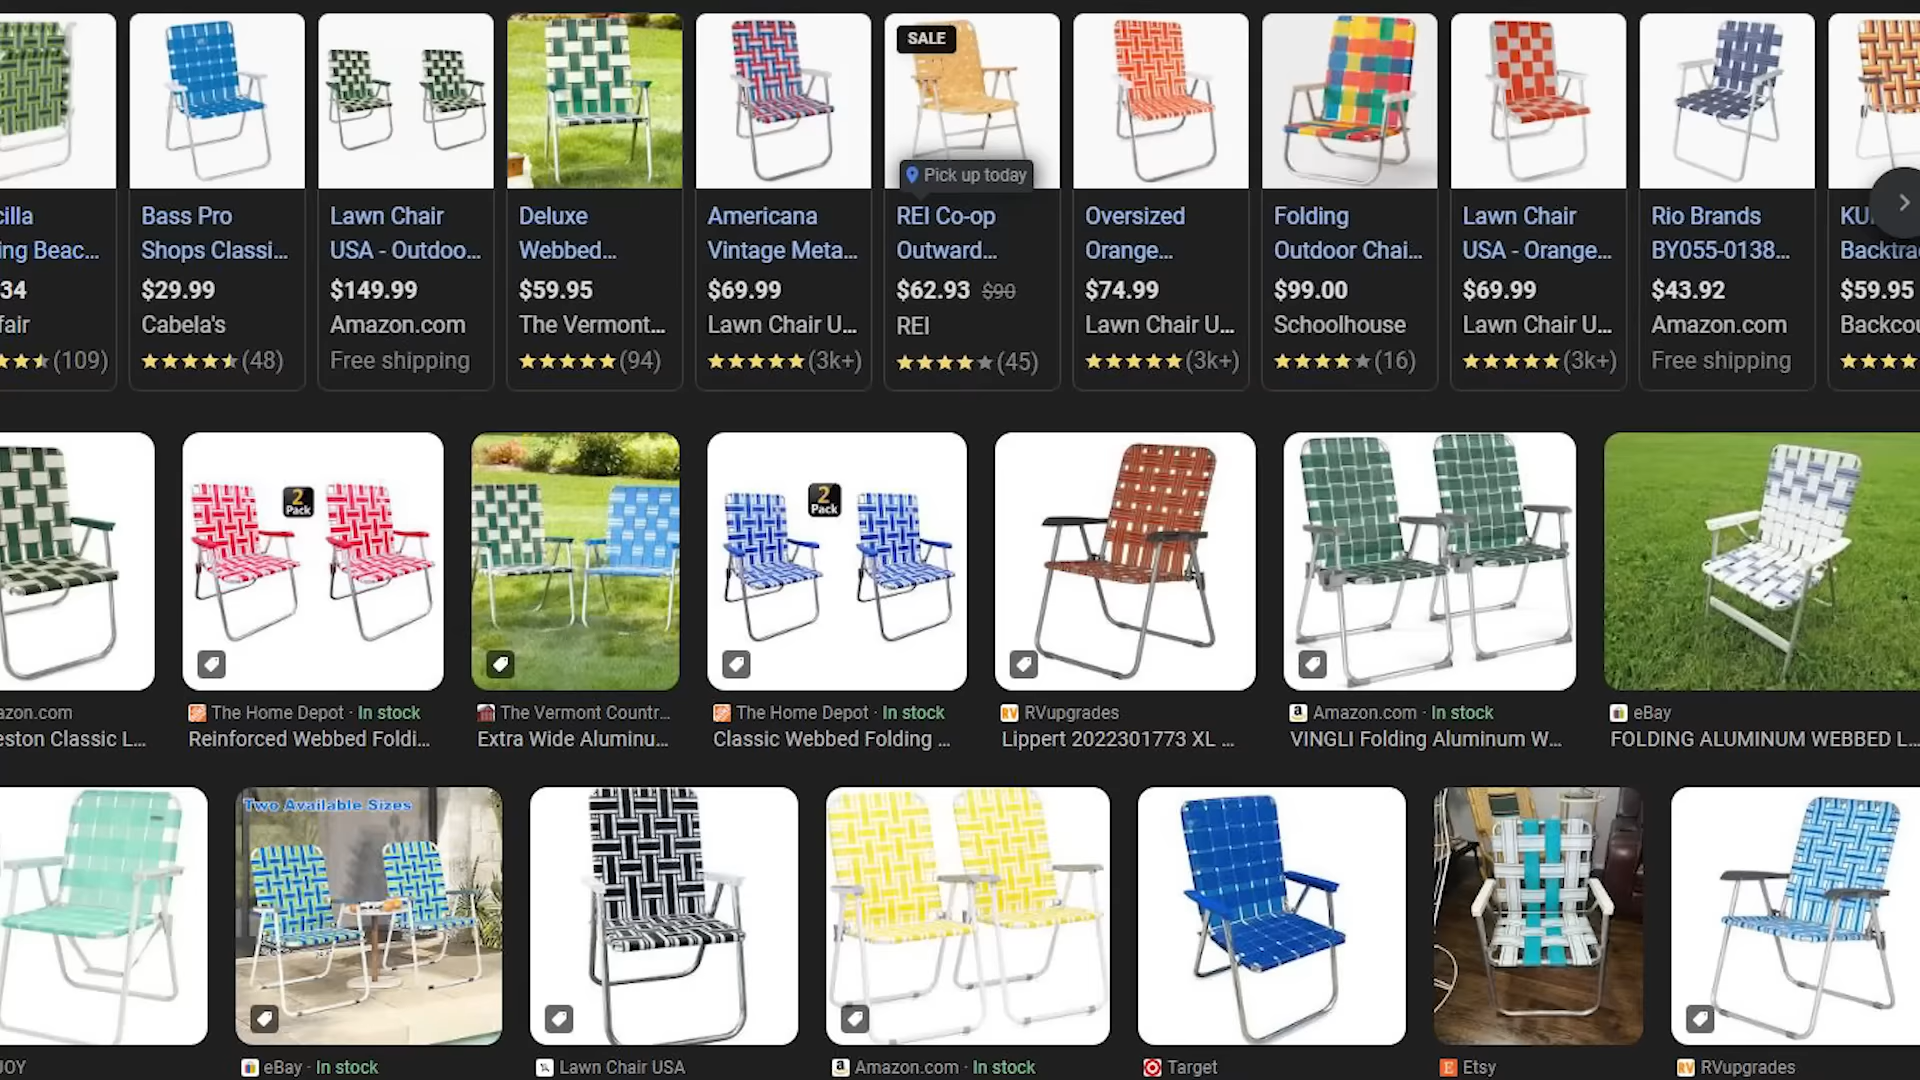 SALE
Pick up today
cilla
ing Beac...
34
fair
(109)
Bass Pro
Shops Classi...
$29.99
Cabela's
(48)
Lawn Chair
USA - Outdoo...
$149.99
Amazon.com
Free shipping
Deluxe
Webbed...
$59.95
The Vermont...
(94)
Americana
Vintage Meta...
$69.99
Lawn Chair U...
(3k+)
REI Co-op
Outward...
$62.93 $90
REI
(45)
Oversized
Orange...
$74.99
Lawn Chair U...
(3k+)
Folding
Outdoor Chai...
$99.00
Schoolhouse
(16)
Lawn Chair
USA - Orange...
$69.99
Lawn Chair U...
(3k+)
Rio Brands
BY055-0138...
$43.92
Amazon.com
Free shipping
KU
Backtra
$59.95
Backcou
2
Pack
2
Pack
azon.com
eston Classic L...
The Home Depot · In stock
Reinforced Webbed Foldi...
The Vermont Countr...
Extra Wide Aluminu...
The Home Depot · In stock
Classic Webbed Folding ...
RVupgrades
Lippert 2022301773 XL ...
Amazon.com · In stock
VINGLI Folding Aluminum W...
eBay
FOLDING ALUMINUM WEBBED L...
Two Available Sizes
JOY
eBay · In stock
Lawn Chair USA
Amazon.com · In stock
Target
Etsy
RVupgrades